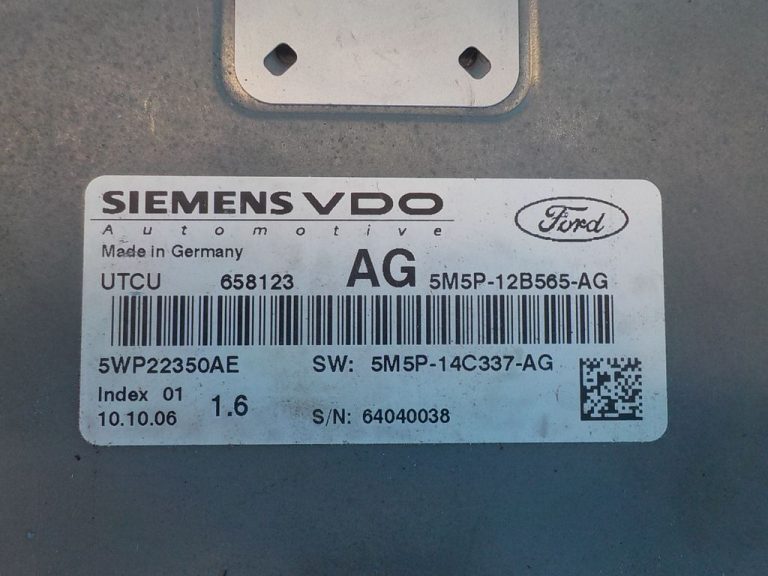 SIEMENS VDO
Automotive
Ford
Made in Germany
UTCU 658123 AG 5M5P-12B565-AG
5WP22350AE SW: 5M5P-14C337-AG
Index 01
10.10.06 1.6 S/N: 64040038